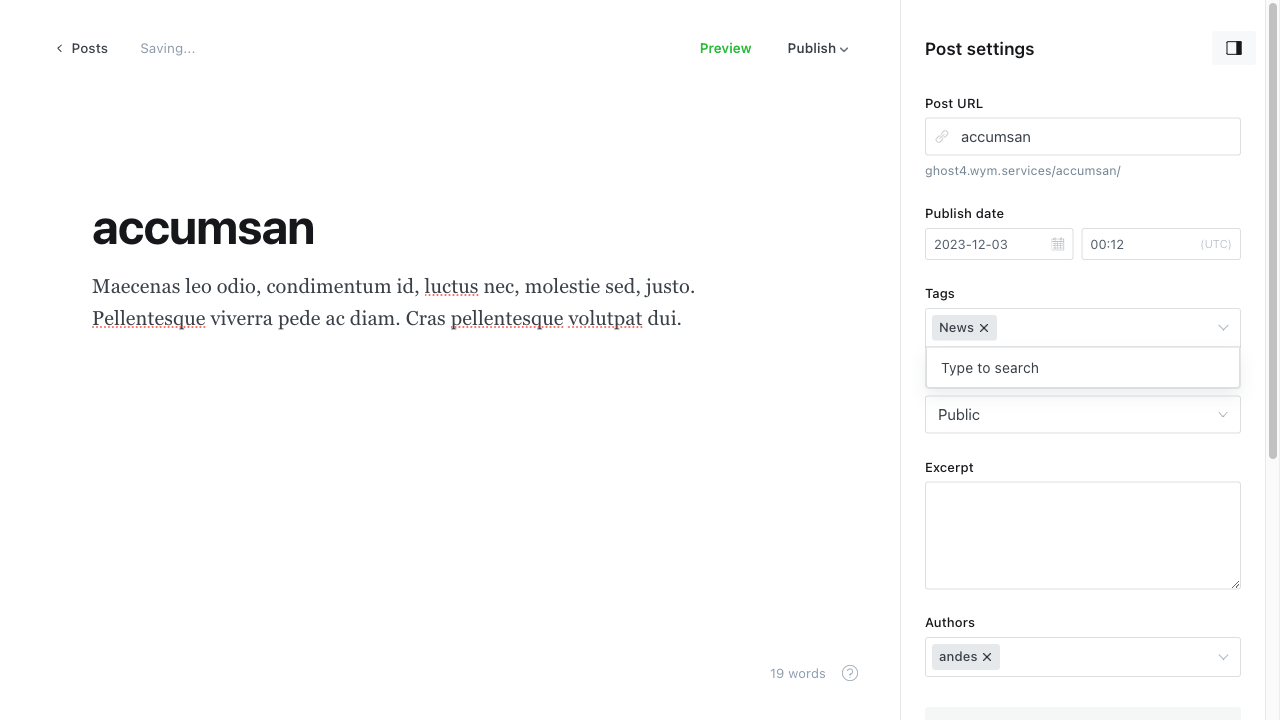 Posts
Saving...
Preview
Publish
Post settings
Post URL
accumsan
ghost4.wym.services/accumsan/
Publish date
2023-12-03
00:12
(UTC)
Tags
News
Type to search
Public
Excerpt
Authors
andes
accumsan
Maecenas leo odio, condimentum id, luctus nec, molestie sed, justo.
Pellentesque viverra pede ac diam. Cras pellentesque volutpat dui.
19 words
?